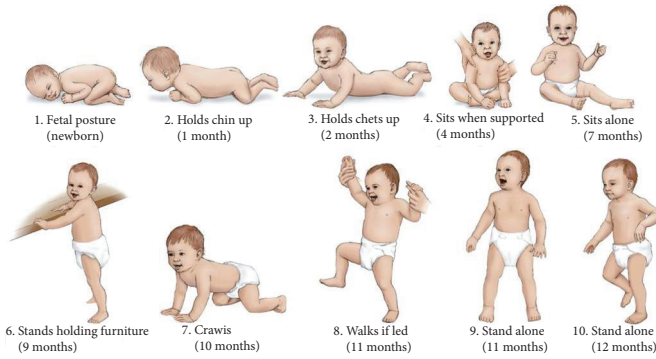 1. Fetal posture
(newborn)
2. Holds chin up
(1 month)
3. Holds chets up
(2 months)
4. Sits when supported
(4 months)
5. Sits alone
(7 months)
6. Stands holding furniture
(9 months)
7. Crawis
(10 months)
8. Walks if led
(11 months)
9. Stand alone
(11 months)
10. Stand alone
(12 months)